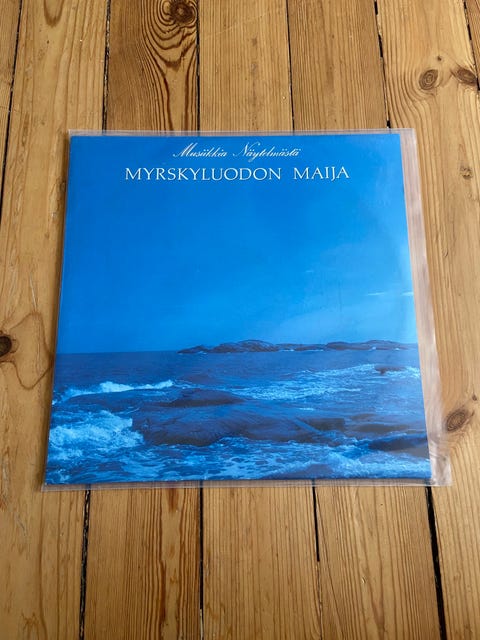 Musiikkia Näytelmästä
MYRSKYLUODON MAIJA